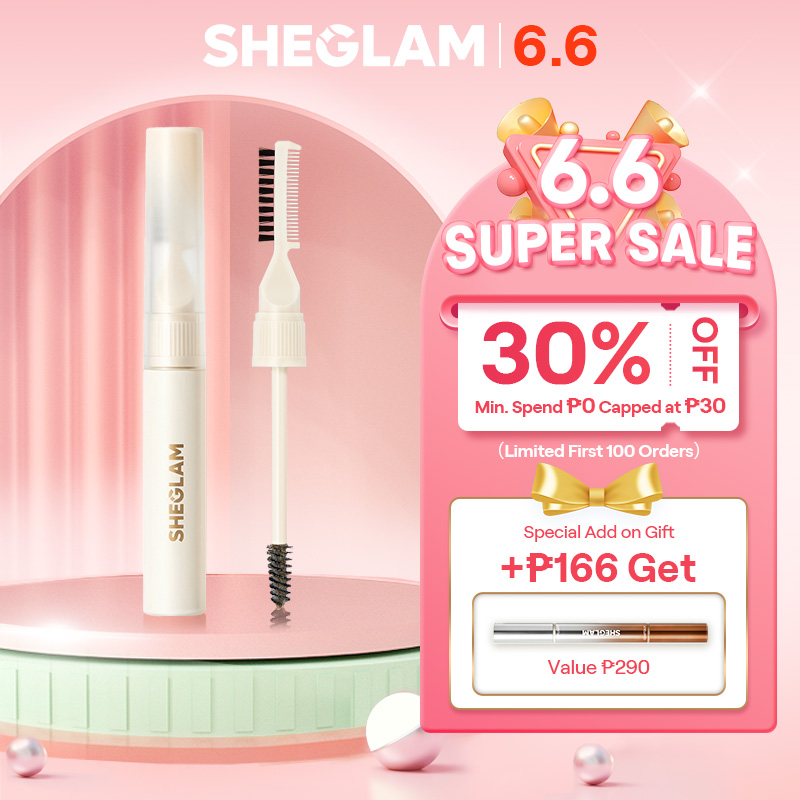 SHEGLAM | 6.6
6.6
SUPER SALE
30% OFF
Min. Spend ₱0 Capped at ₱30
(Limited First 100 Orders)
Special Add on Gift
+₱166 Get
SHEGLAM
Value ₱290
SHEGLAM